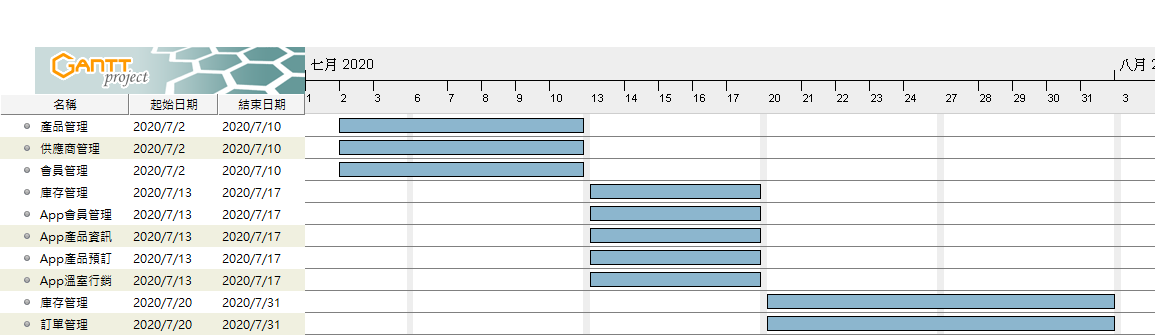 GANTT project
七月 2020
八月 2
1 2 3 6 7 8 9 10 13 14 15 16 17 20 21 22 23 24 27 28 29 30 31 3
名稱 起始日期 結束日期
產品管理 2020/7/2 2020/7/10
供應商管理 2020/7/2 2020/7/10
會員管理 2020/7/2 2020/7/10
庫存管理 2020/7/13 2020/7/17
App會員管理 2020/7/13 2020/7/17
App產品資訊 2020/7/13 2020/7/17
App產品預訂 2020/7/13 2020/7/17
App溫室行銷 2020/7/13 2020/7/17
庫存管理 2020/7/20 2020/7/31
訂單管理 2020/7/20 2020/7/31